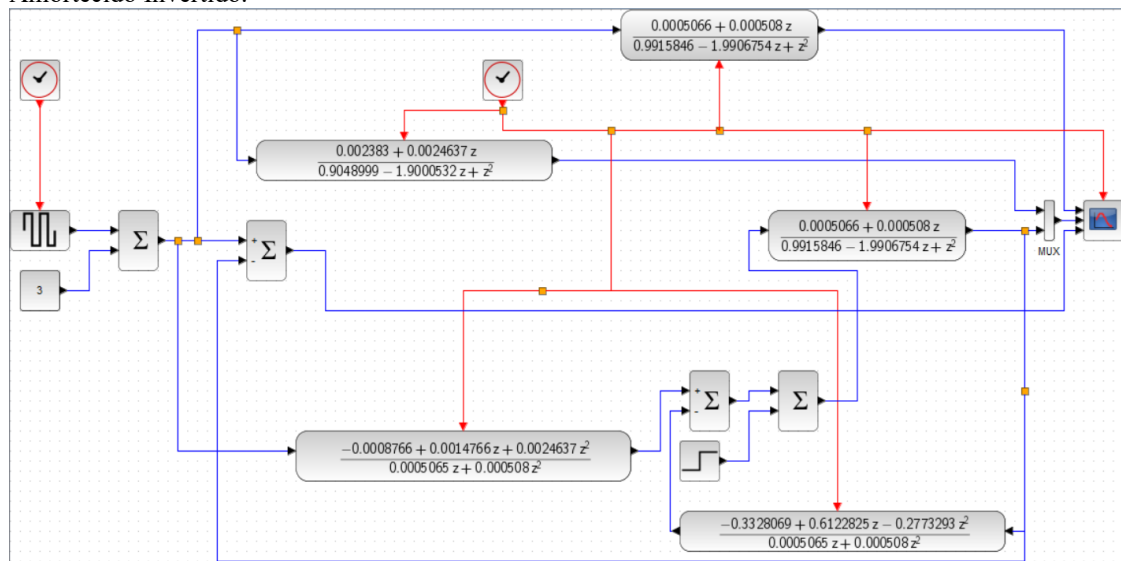 Amortecido Invertido.
0.0005066 + 0.000508 z
0.9915846 − 1.9906754 z + z²
0.002383 + 0.0024637 z
0.9048999 − 1.9000532 z + z²
Σ
+
-
Σ
3
0.0005066 + 0.000508 z
0.9915846 − 1.9906754 z + z²
MUX
+
-
Σ
Σ
−0.0008766 + 0.0014766 z + 0.0024637 z²
0.0005065 z + 0.000508 z²
−0.3328069 + 0.6122825 z − 0.2773293 z²
0.0005065 z + 0.000508 z²